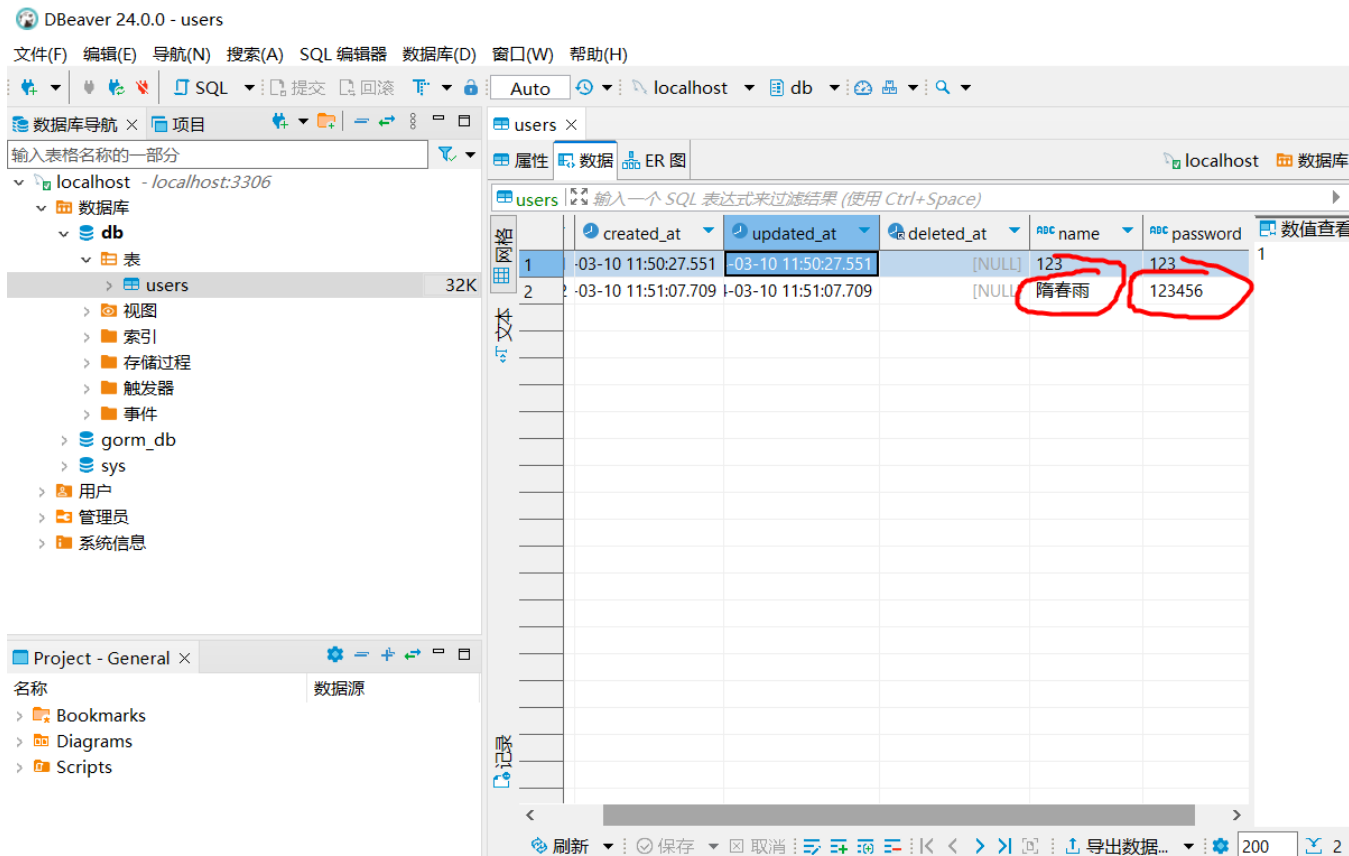 DBeaver 24.0.0 - users
文件(F) 编辑(E) 导航(N) 搜索(A) SQL 编辑器 数据库(D) 窗口(W) 帮助(H)
SQL 提交 回滚 Auto localhost db
数据库导航 项目
输入表格名称的一部分
localhost - localhost:3306
数据库
db
表
users 32K
视图
索引
存储过程
触发器
事件
gorm_db
sys
用户
管理员
系统信息
Project - General
名称 数据源
Bookmarks
Diagrams
Scripts
users
属性 数据 ER 图 localhost 数据库
users 输入一个 SQL 表达式来过滤结果 (使用 Ctrl+Space)
网格
文本
记录
created_at updated_at deleted_at ABC name ABC password
1 -03-10 11:50:27.551 -03-10 11:50:27.551 [NULL] 123 123
2 -03-10 11:51:07.709 -03-10 11:51:07.709 [NULL 隋春雨 123456
数值查看
1
刷新 保存 取消 导出数据... 200 2